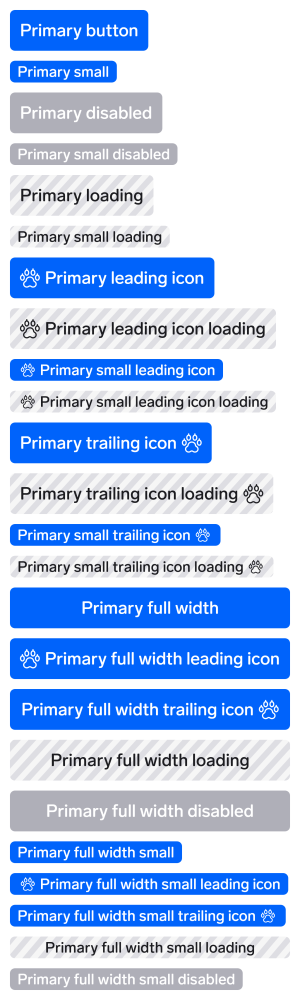 Primary button
Primary small
Primary disabled
Primary small disabled
Primary loading
Primary small loading
Primary leading icon
Primary leading icon loading
Primary small leading icon
Primary small leading icon loading
Primary trailing icon
Primary trailing icon loading
Primary small trailing icon
Primary small trailing icon loading
Primary full width
Primary full width leading icon
Primary full width trailing icon
Primary full width loading
Primary full width disabled
Primary full width small
Primary full width small leading icon
Primary full width small trailing icon
Primary full width small loading
Primary full width small disabled